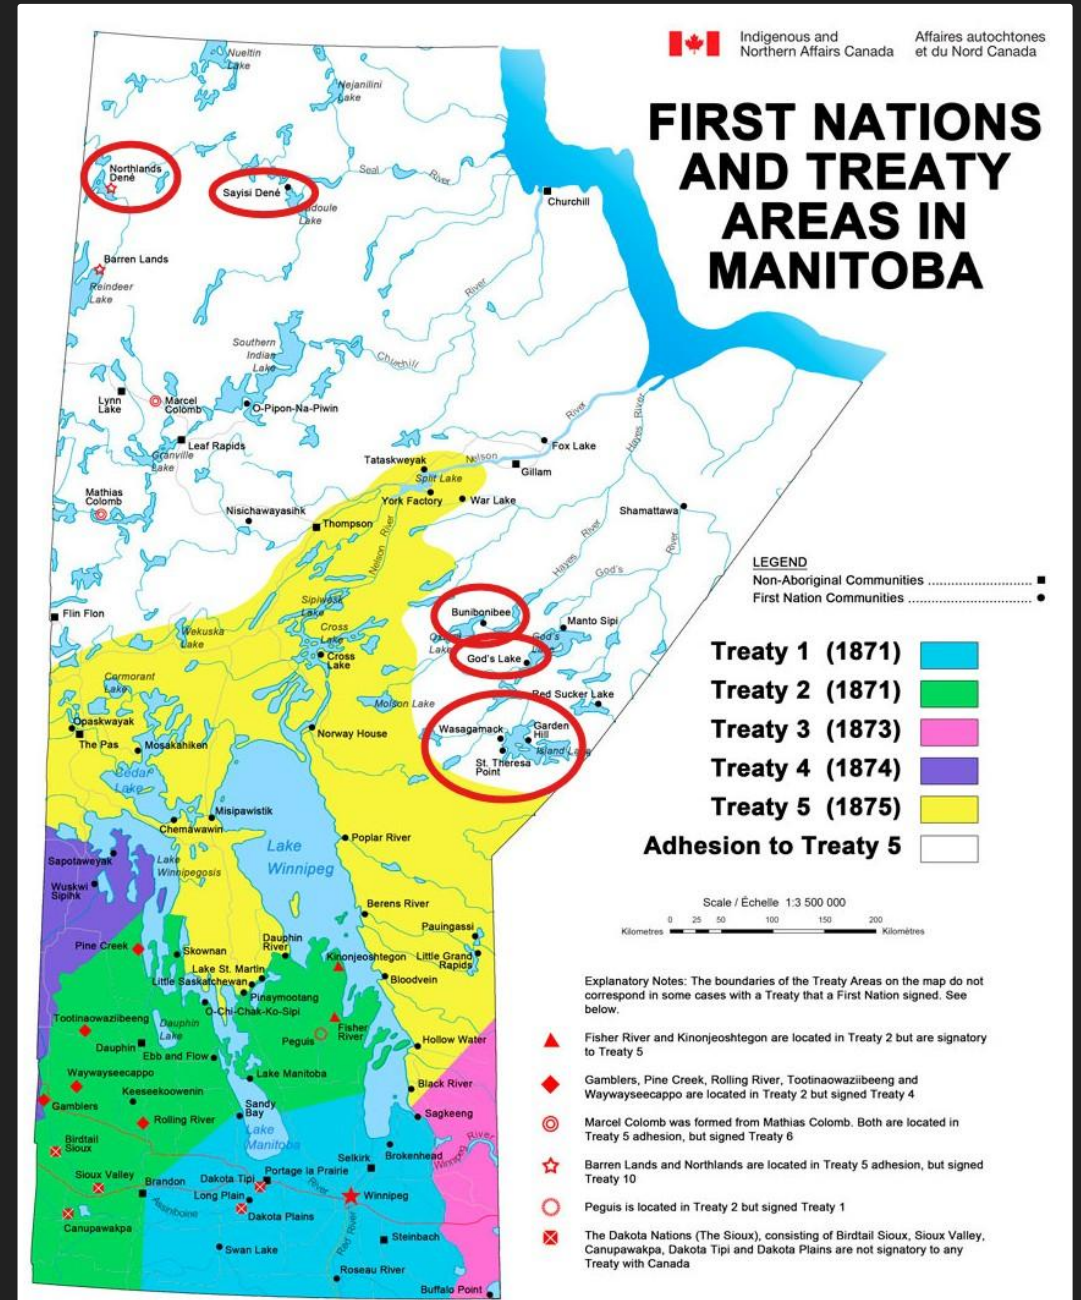 Indigenous and
Northern Affairs Canada
Affaires autochtones
et du Nord Canada
FIRST NATIONS
AND TREATY
AREAS IN
MANITOBA
Nueltin
Lake
Nejanilini
Lake
Northlands
Dené
Sayisi Dené
Seal
River
Lake
Churchill
Barren Lands
Reindeer
Lake
River
Southern
Indian
Lake
Churchill
Lynn
Lake
Marcel
Colomb
O-Pipon-Na-Piwin
River
Hayes River
Leaf Rapids
Granville
Lake
Fox Lake
Tataskweyak
Nelson
Gillam
Split Lake
Mathias
Colomb
York Factory
War Lake
Nisichawayasihk
Shamattawa
Thompson
Nelson River
Hayes River
God's River
Flin Flon
Sipiwesk
Lake
Bunibonibee
Manto Sipi
Wekuska
Lake
Cross
Lake
Cross
Lake
God's Lake
Cormorant
Lake
Molson Lake
Red Sucker Lake
Opaskwayak
The Pas
Mosakahiken
Norway House
Wasagamack
Garden
Hill
Island Lake
St. Theresa
Point
Cedar
Lake
Misipawistik
Chemawawin
Poplar River
Lake
Winnipeg
Sapotaweyak
Lake
Winnipegosis
Wuskwi
Sipihk
Berens River
Pauingassi
Pine Creek
Skownan
Dauphin
River
Kinonjeoshtegon
Little Grand
Rapids
Lake St. Martin
Little Saskatchewan
Bloodvein
Pinaymootang
O-Chi-Chak-Ko-Sipi
Tootinaowaziibeeng
Dauphin
Lake
Fisher
River
Peguis
Dauphin
Ebb and Flow
Hollow Water
Waywayseecappo
Lake Manitoba
Keeseekoowenin
Black River
Gamblers
Sandy
Bay
Sagkeeng
Rolling River
Birdtail
Sioux
Lake
Manitoba
Winnipeg River
Brokenhead
Selkirk
Sioux Valley
Dakota Tipi
Portage la Prairie
Brandon
Long Plain
River
Winnipeg
Assiniboine
Dakota Plains
Canupawakpa
Red River
Steinbach
Swan Lake
Roseau River
Buffalo Point
LEGEND
Non-Aboriginal Communities
First Nation Communities
Treaty 1 (1871)
Treaty 2 (1871)
Treaty 3 (1873)
Treaty 4 (1874)
Treaty 5 (1875)
Adhesion to Treaty 5
Scale / Échelle 1:3 500 000
0 25 50 100 150 200
Kilometres Kilomètres
Explanatory Notes: The boundaries of the Treaty Areas on the map do not
correspond in some cases with a Treaty that a First Nation signed. See
below.
Fisher River and Kinonjeoshtegon are located in Treaty 2 but are signatory
to Treaty 5
Gamblers, Pine Creek, Rolling River, Tootinaowaziibeeng and
Waywayseecappo are located in Treaty 2 but signed Treaty 4
Marcel Colomb was formed from Mathias Colomb. Both are located in
Treaty 5 adhesion, but signed Treaty 6
Barren Lands and Northlands are located in Treaty 5 adhesion, but signed
Treaty 10
Peguis is located in Treaty 2 but signed Treaty 1
The Dakota Nations (The Sioux), consisting of Birdtail Sioux, Sioux Valley,
Canupawakpa, Dakota Tipi and Dakota Plains are not signatory to any
Treaty with Canada